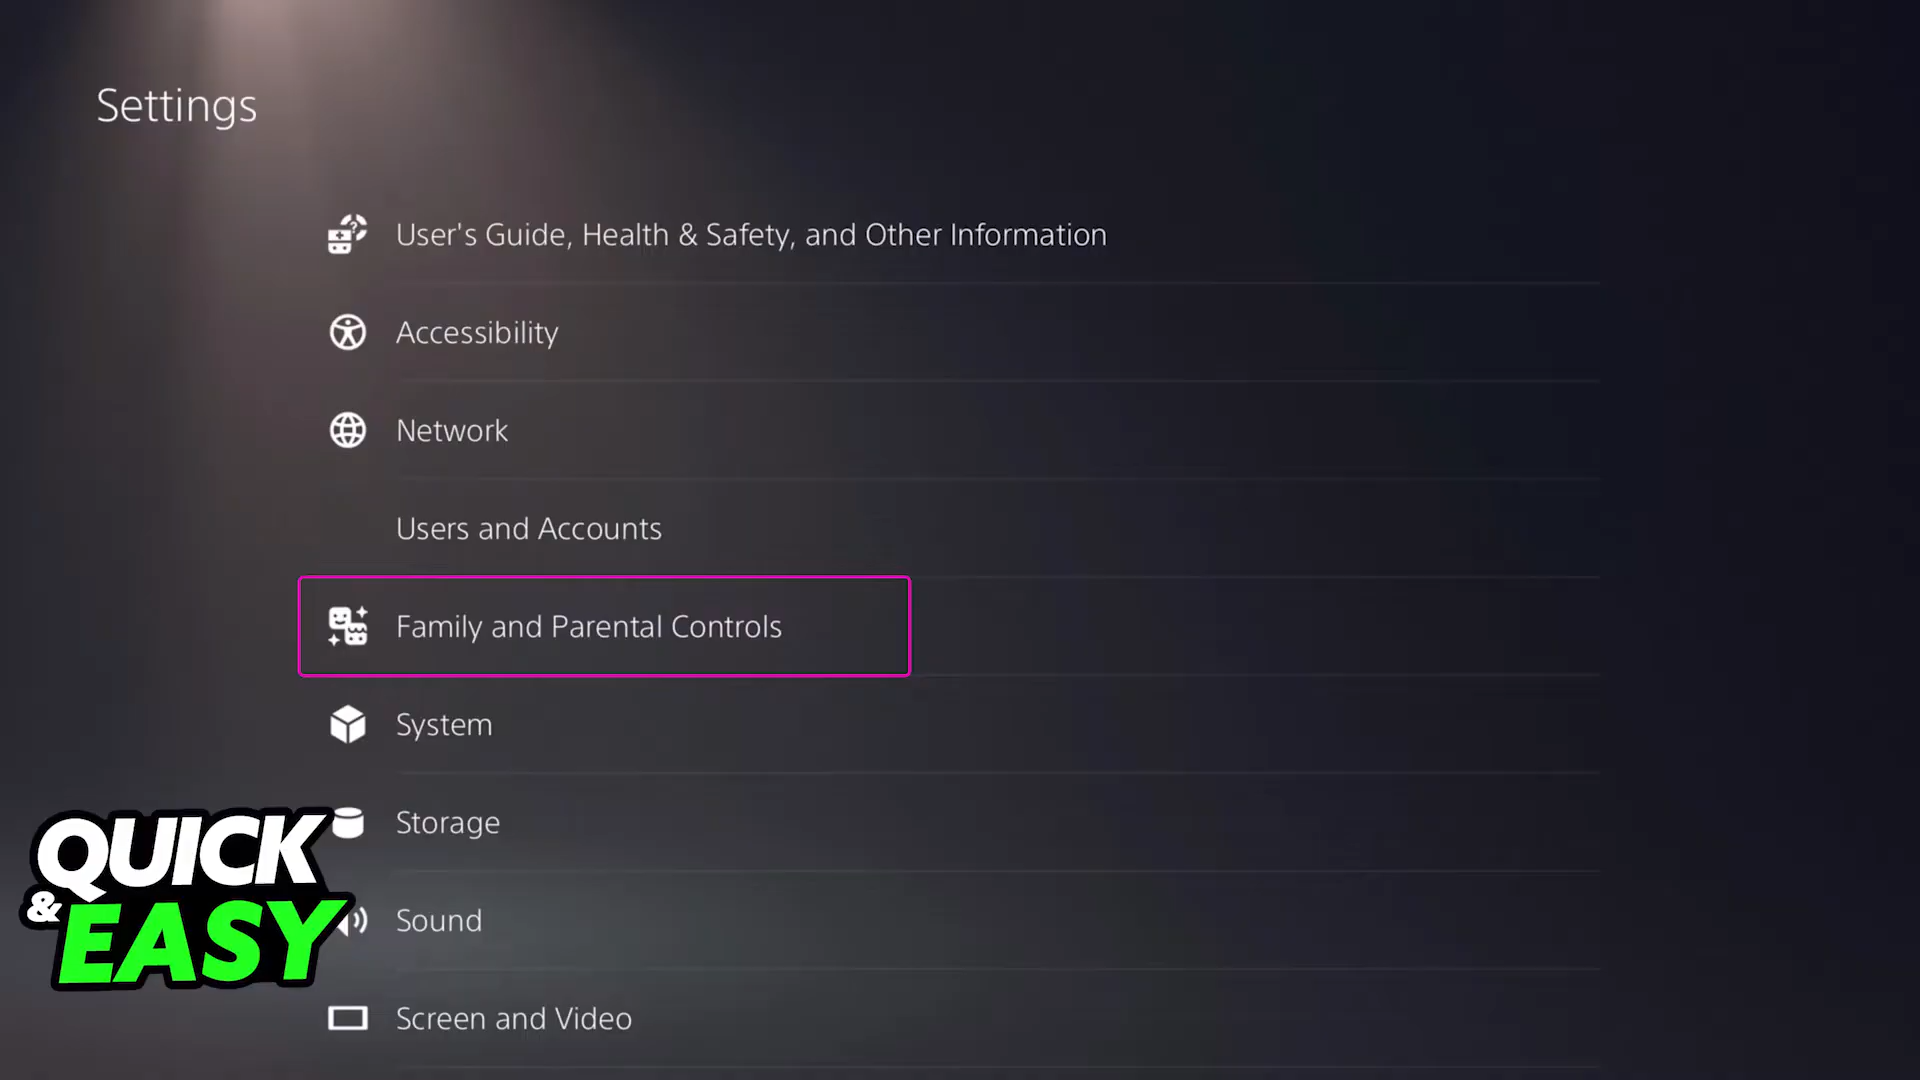 Settings
User's Guide, Health & Safety, and Other Information
Accessibility
Network
Users and Accounts
Family and Parental Controls
System
Storage
Sound
Screen and Video
QUICK
& EASY